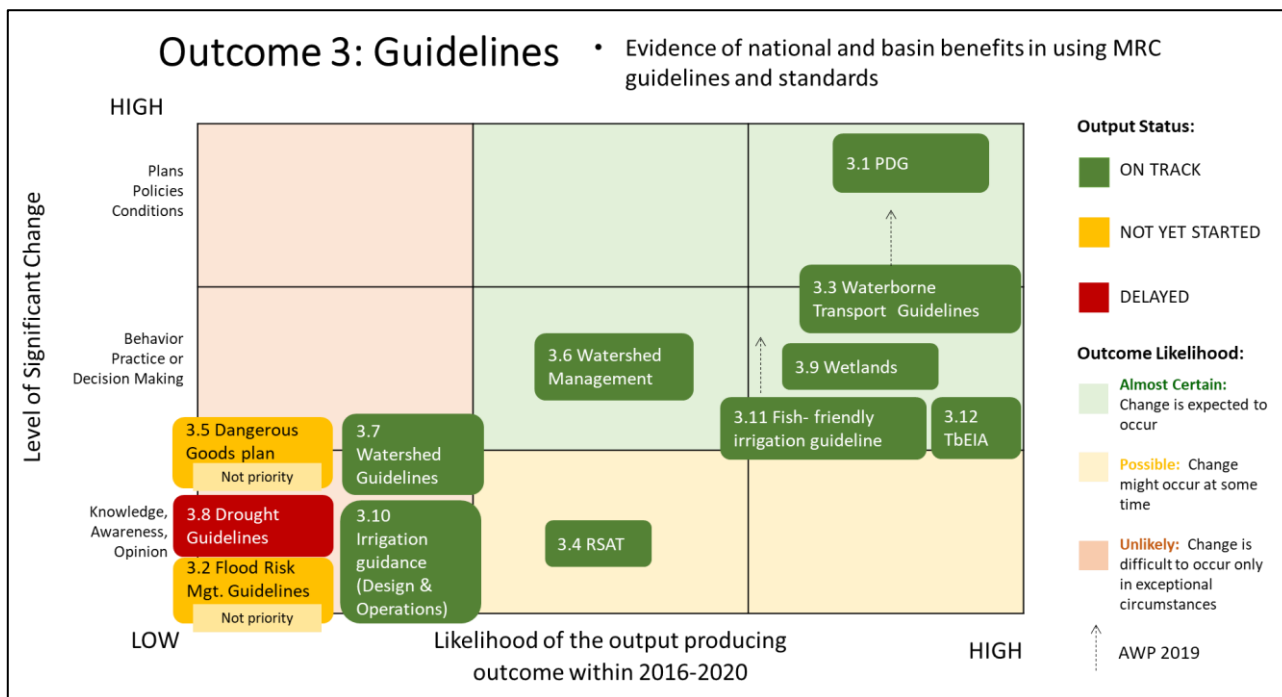 Outcome 3: Guidelines
• Evidence of national and basin benefits in using MRC
guidelines and standards
HIGH
Level of Significant Change
Plans
Policies
Conditions
Behavior
Practice or
Decision Making
Knowledge,
Awareness,
Opinion
3.1 PDG
3.3 Waterborne
Transport Guidelines
3.6 Watershed
Management
3.9 Wetlands
3.11 Fish- friendly
irrigation guideline
3.12
TbEIA
3.5 Dangerous
Goods plan
Not priority
3.7
Watershed
Guidelines
3.8 Drought
Guidelines
3.10
Irrigation
guidance
(Design &
Operations)
3.4 RSAT
3.2 Flood Risk
Mgt. Guidelines
Not priority
LOW
Likelihood of the output producing
outcome within 2016-2020
HIGH
Output Status:
ON TRACK
NOT YET STARTED
DELAYED
Outcome Likelihood:
Almost Certain:
Change is expected to
occur
Possible: Change
might occur at some
time
Unlikely: Change is
difficult to occur only
in exceptional
circumstances
AWP 2019